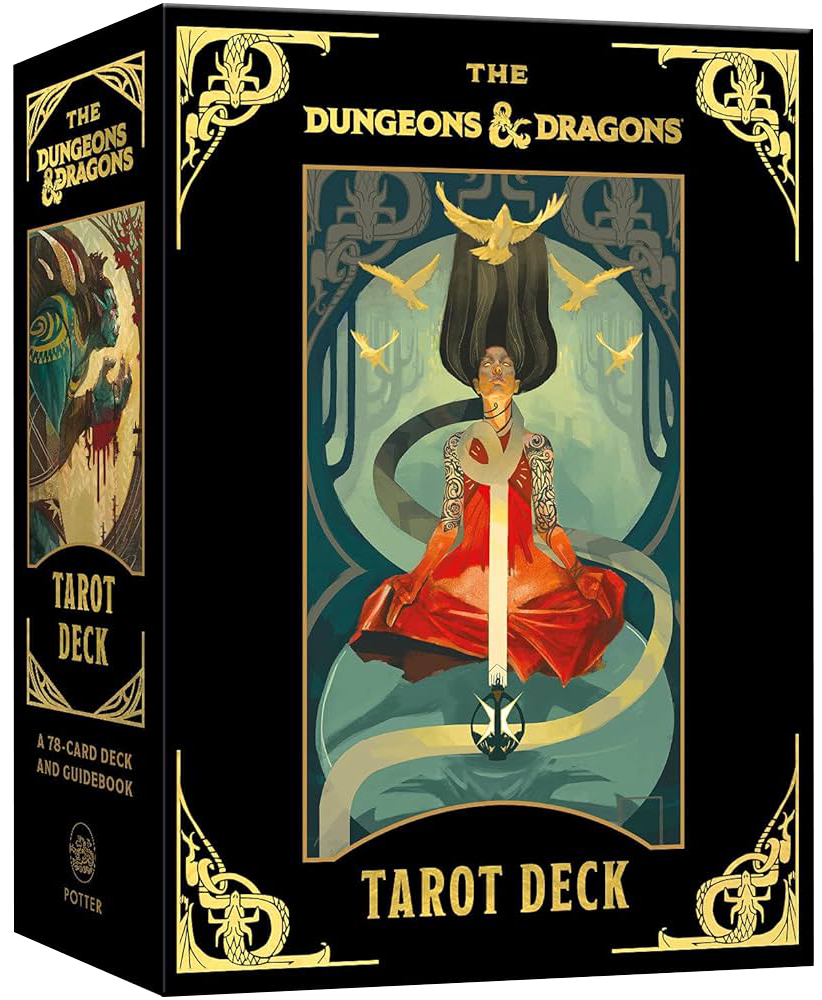 THE
DUNGEONS
& DRAGONS
TAROT
DECK
A 78-CARD DECK
AND GUIDEBOOK
POTTER
THE
DUNGEONS & DRAGONS
TAROT DECK